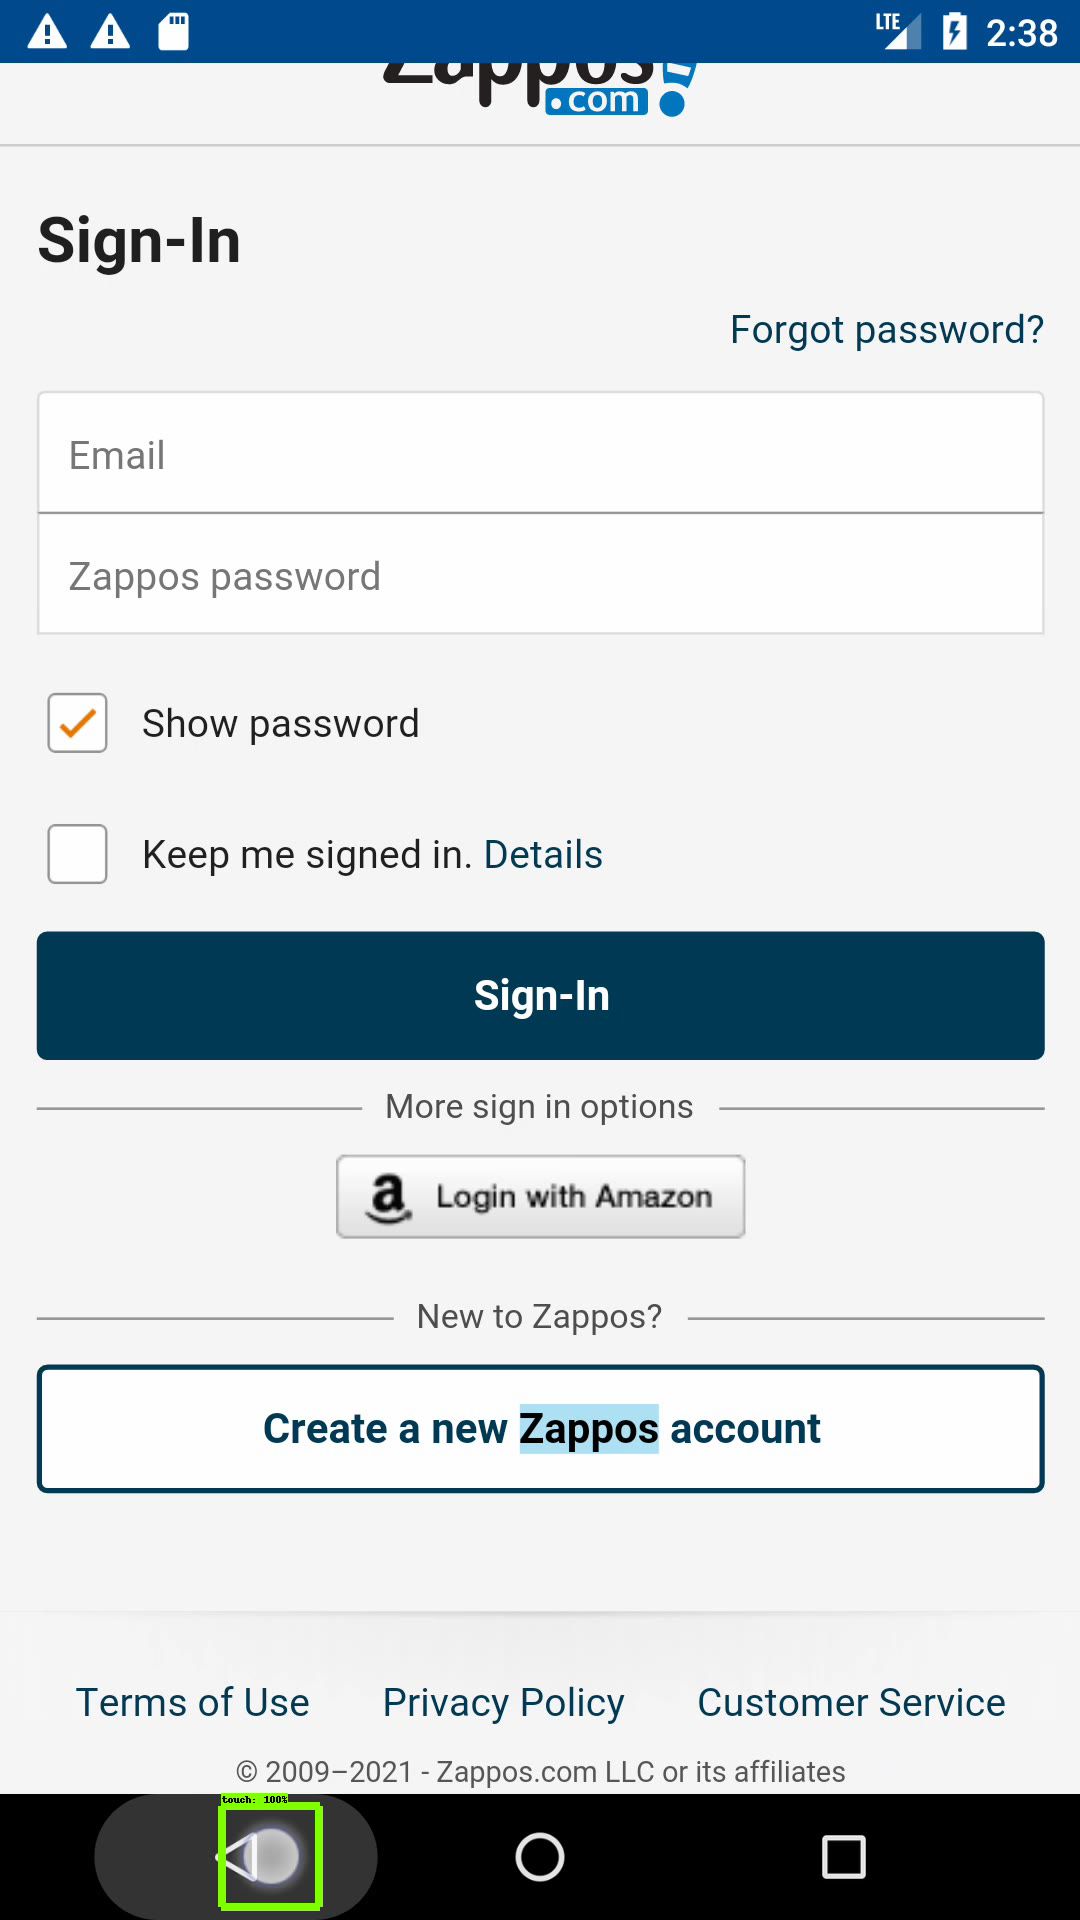 LTE 2:38
Zappos
.com
Sign-In
Forgot password?
Email
Zappos password
Show password
Keep me signed in. Details
Sign-In
More sign in options
a Login with Amazon
New to Zappos?
Create a new Zappos account
Terms of Use Privacy Policy Customer Service
© 2009–2021 - Zappos.com LLC or its affiliates
touch: 100%